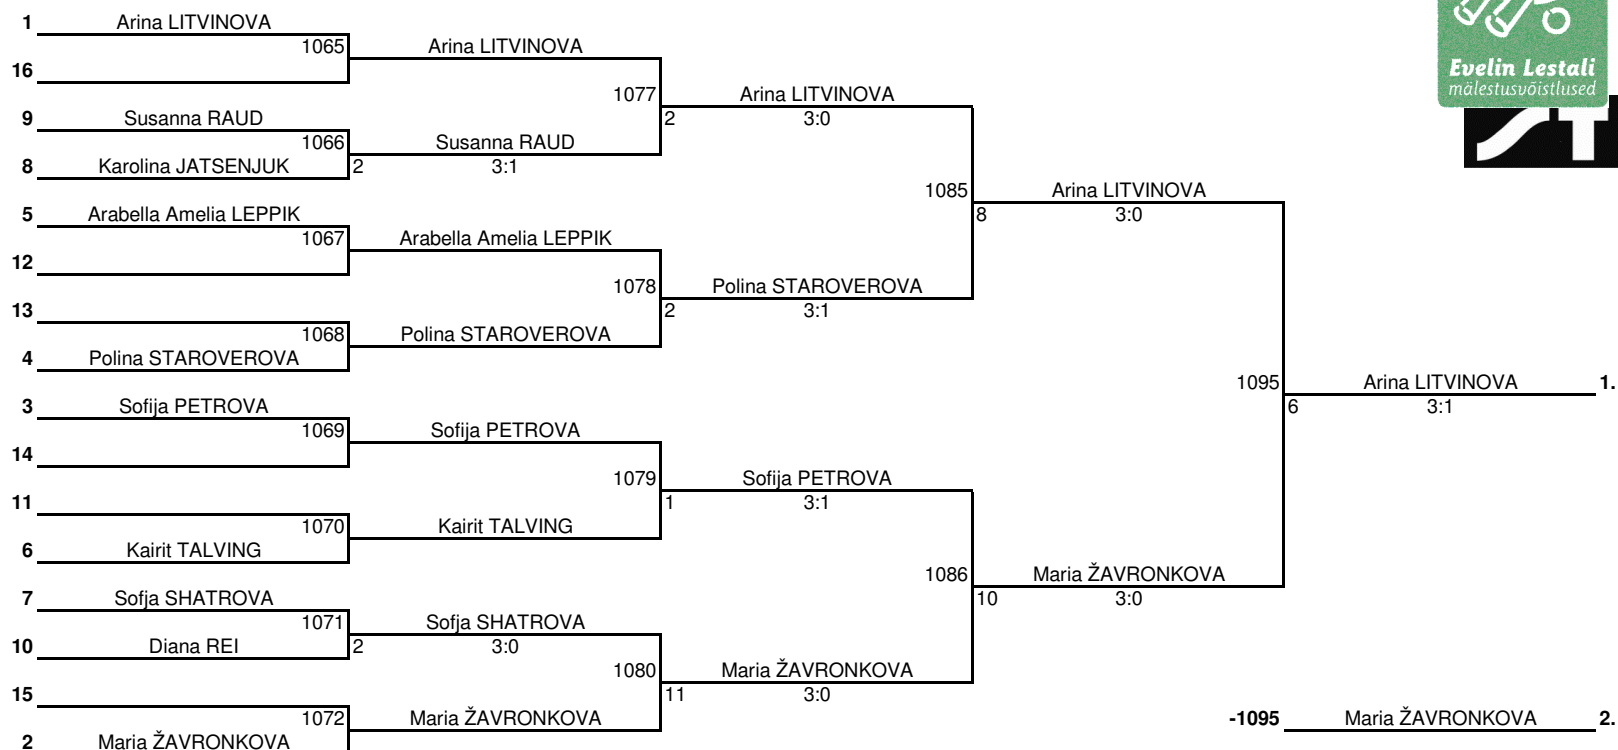 1 Arina LITVINOVA
1065 Arina LITVINOVA
16
Evelin Lestali
mälestusvõistlused
1077 Arina LITVINOVA
9 Susanna RAUD 2 3:0
1066 Susanna RAUD
8 Karolina JATSENJUK 2 3:1
1085 Arina LITVINOVA
5 Arabella Amelia LEPPIK 8 3:0
1067 Arabella Amelia LEPPIK
12
1078 Polina STAROVEROVA
13 2 3:1
1068 Polina STAROVEROVA
4 Polina STAROVEROVA
1095 Arina LITVINOVA 1.
3 Sofija PETROVA 6 3:1
1069 Sofija PETROVA
14
1079 Sofija PETROVA
11 1 3:1
1070 Kairit TALVING
6 Kairit TALVING
1086 Maria ŽAVRONKOVA
7 Sofja SHATROVA 10 3:0
1071 Sofja SHATROVA
10 Diana REI 2 3:0
1080 Maria ŽAVRONKOVA
15 11 3:0
1072 Maria ŽAVRONKOVA -1095 Maria ŽAVRONKOVA 2.
2 Maria ŽAVRONKOVA